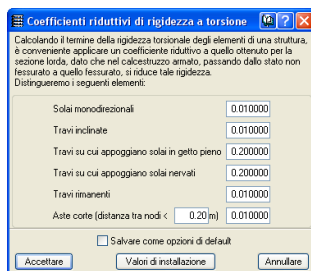 Coefficienti riduttivi di rigidezza a torsione
Calcolando il termine della rigidezza torsionale degli elementi di una struttura,
è conveniente applicare un coefficiente riduttivo a quello ottenuto per la
sezione lorda, dato che nel calcestruzzo armato, passando dallo stato non
fessurato a quello fessurato, si riduce tale rigidezza.
Distingueremo i seguenti elementi:
Solai monodirezionali 0.010000
Travi inclinate 0.010000
Travi su cui appoggiano solai in getto pieno 0.200000
Travi su cui appoggiano solai nervati 0.200000
Travi rimanenti 0.010000
Aste corte (distanza tra nodi < 0.20 m) 0.010000
Salvare come opzioni di default
Accettare Valori di installazione Annullare